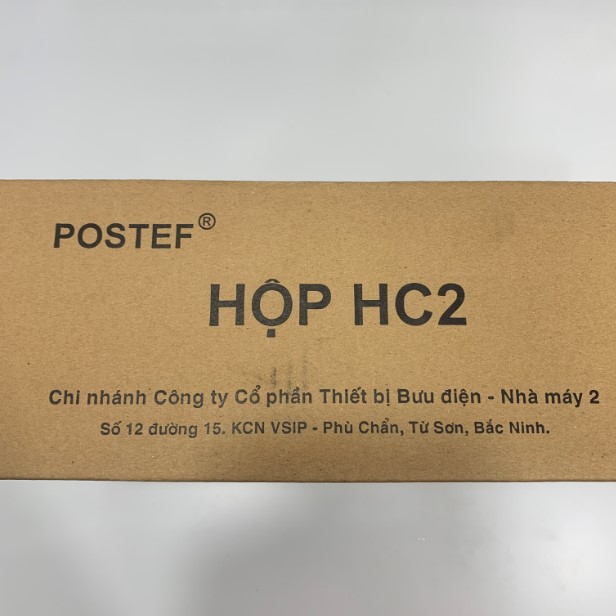 POSTEF®
HỘP HC2
Chi nhánh Công ty Cổ phần Thiết bị Bưu điện - Nhà máy 2
Số 12 đường 15. KCN VSIP - Phù Chẩn, Từ Sơn, Bắc Ninh.